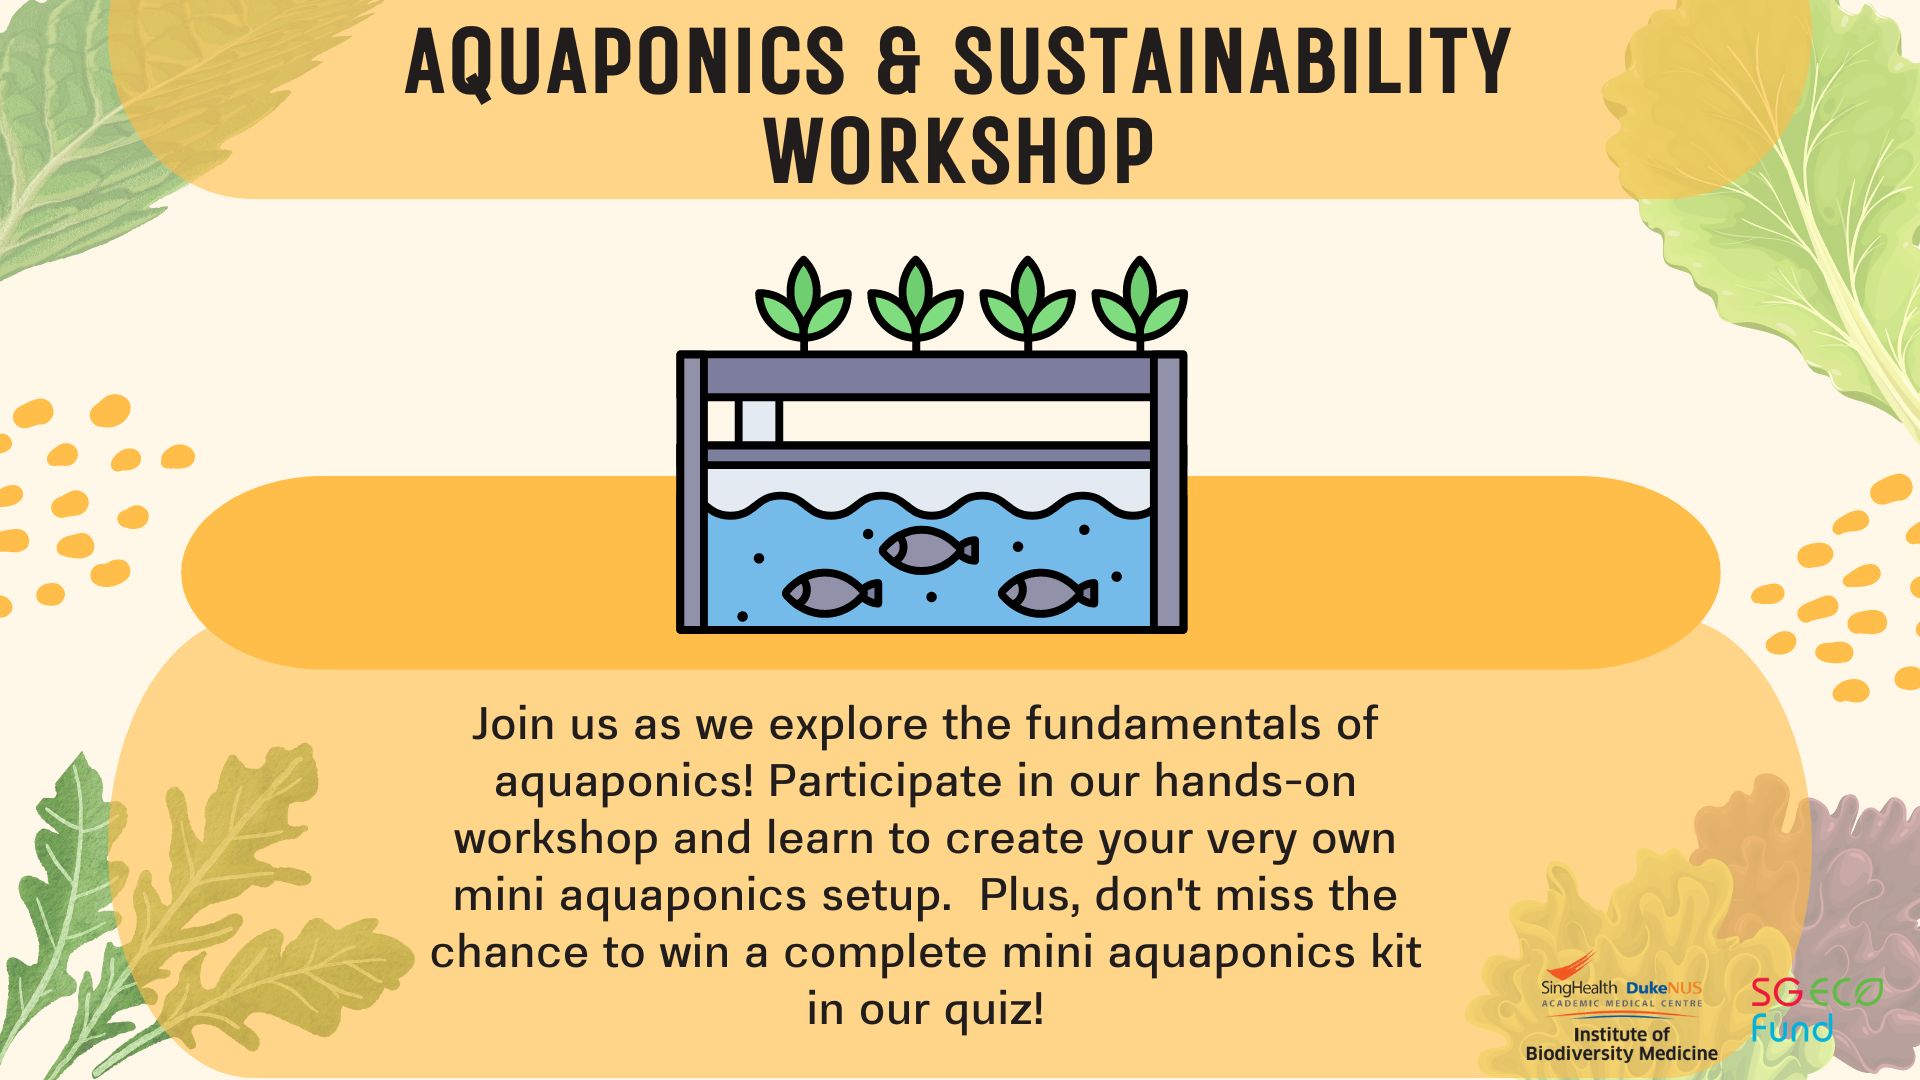 AQUAPONICS & SUSTAINABILITY
WORKSHOP
Join us as we explore the fundamentals of
aquaponics! Participate in our hands-on
workshop and learn to create your very own
mini aquaponics setup.  Plus, don't miss the
chance to win a complete mini aquaponics kit
in our quiz!
SingHealth DukeNUS
ACADEMIC MEDICAL CENTRE
Institute of
Biodiversity Medicine
SGECO
Fund